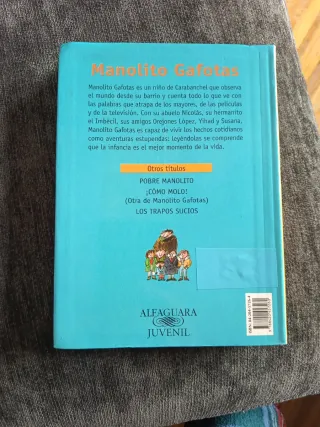 Manolito Gafotas
Manolito Gafotas es un niño de Carabanchel que observa
el mundo desde su barrio y cuenta todo lo que ve con
las palabras que atrapa de los mayores, de las películas
y de la televisión. Con su abuelo Nicolás, su hermanito
el Imbécil, sus amigos Orejones López, Yihad y Susana,
Manolito Gafotas es capaz de vivir los hechos cotidianos
como aventuras estupendas; leyéndolos se comprende
que la infancia es el mejor momento de la vida.
Otros títulos
POBRE MANOLITO
¡CÓMO MOLO!
(Otra de Manolito Gafotas)
LOS TRAPOS SUCIOS
ALFAGUARA
JUVENIL